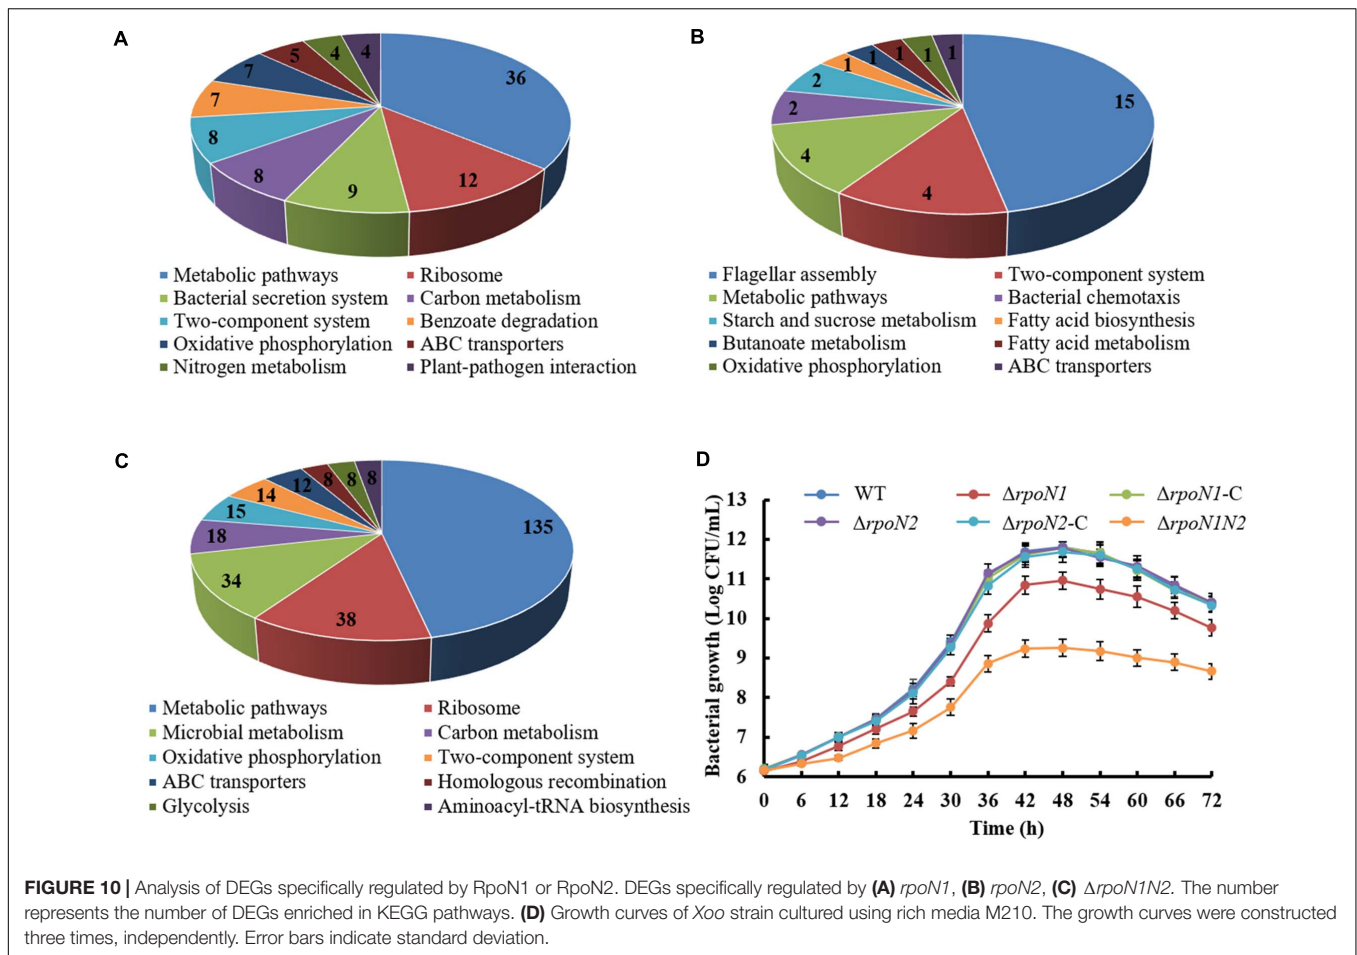 A
4
4
5
7
7
8
8
9
12
36
Metabolic pathways
Ribosome
Bacterial secretion system
Carbon metabolism
Two-component system
Benzoate degradation
Oxidative phosphorylation
ABC transporters
Nitrogen metabolism
Plant-pathogen interaction
B
1
1
1
1
1
2
2
4
4
15
Flagellar assembly
Two-component system
Metabolic pathways
Bacterial chemotaxis
Starch and sucrose metabolism
Fatty acid biosynthesis
Butanoate metabolism
Fatty acid metabolism
Oxidative phosphorylation
ABC transporters
C
8
8
8
12
14
15
18
34
38
135
Metabolic pathways
Ribosome
Microbial metabolism
Carbon metabolism
Oxidative phosphorylation
Two-component system
ABC transporters
Homologous recombination
Glycolysis
Aminoacyl-tRNA biosynthesis
D
WT
ΔrpoN1
ΔrpoN1-C
ΔrpoN2
ΔrpoN2-C
ΔrpoN1N2
Bacterial growth (Log CFU/mL)
13
12
11
10
9
8
7
6
0 6 12 18 24 30 36 42 48 54 60 66 72
Time (h)
FIGURE 10 | Analysis of DEGs specifically regulated by RpoN1 or RpoN2. DEGs specifically regulated by (A) rpoN1, (B) rpoN2, (C) ΔrpoN1N2. The number
represents the number of DEGs enriched in KEGG pathways. (D) Growth curves of Xoo strain cultured using rich media M210. The growth curves were constructed
three times, independently. Error bars indicate standard deviation.